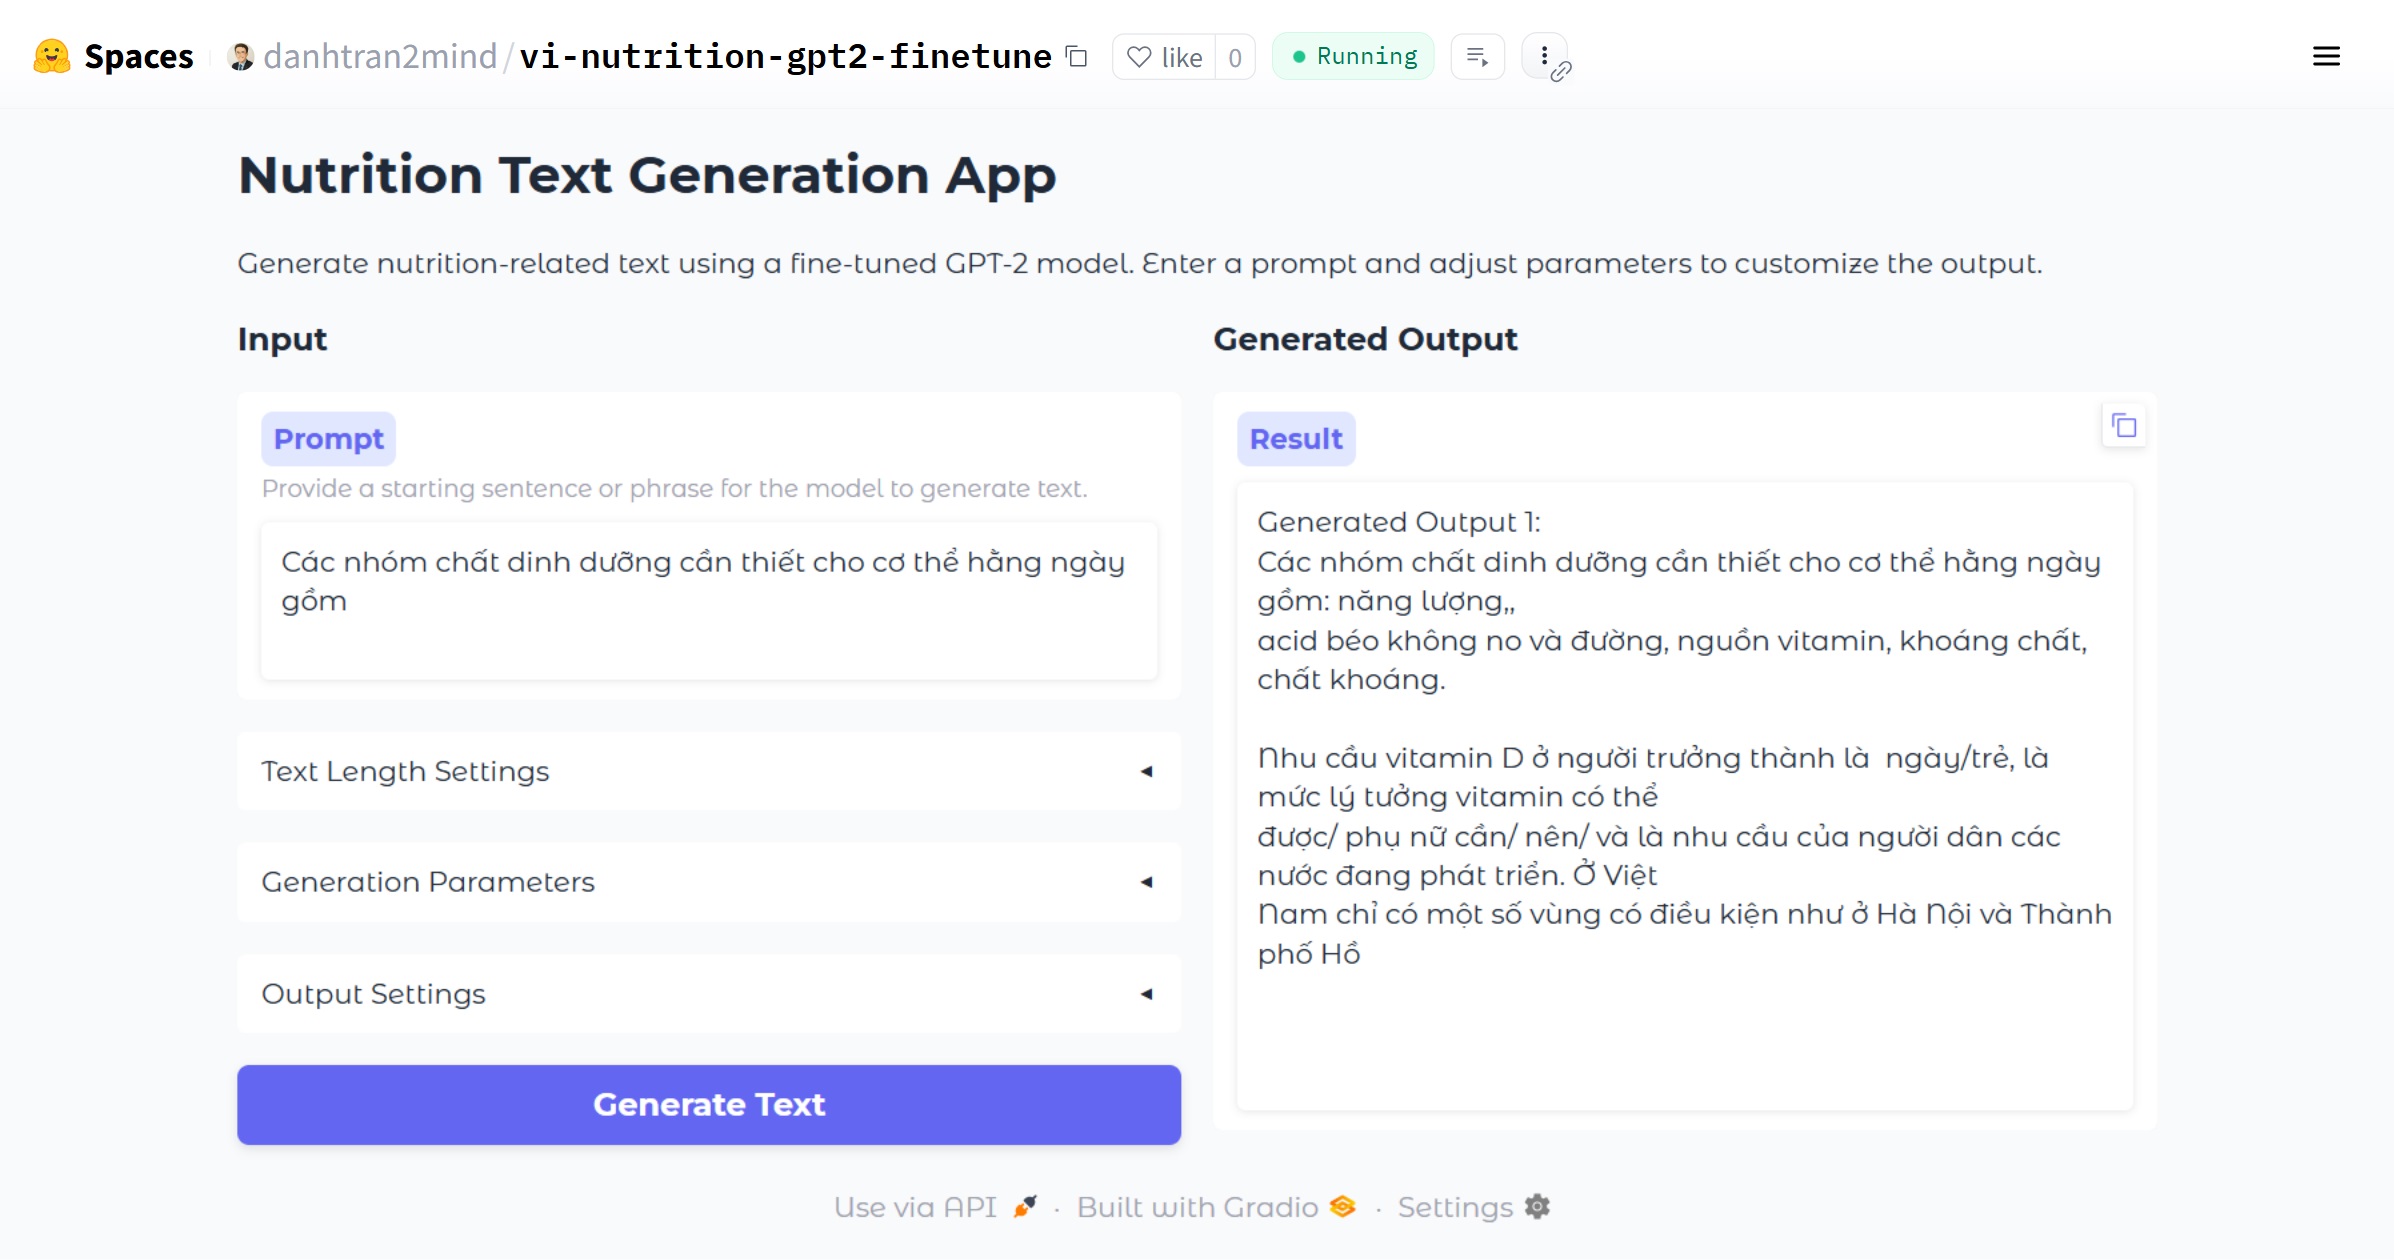 Spaces danhtran2mind/vi-nutrition-gpt2-finetune like 0 Running
Nutrition Text Generation App
Generate nutrition-related text using a fine-tuned GPT-2 model. Enter a prompt and adjust parameters to customize the output.
Input
Prompt
Provide a starting sentence or phrase for the model to generate text.
Các nhóm chất dinh dưỡng cần thiết cho cơ thể hằng ngày
gồm
Text Length Settings
Generation Parameters
Output Settings
Generate Text
Generated Output
Result
Generated Output 1:
Các nhóm chất dinh dưỡng cần thiết cho cơ thể hằng ngày
gồm: năng lượng,,
acid béo không no và đường, nguồn vitamin, khoáng chất,
chất khoáng.
Nhu cầu vitamin D ở người trưởng thành là  ngày/trẻ, là
mức lý tưởng vitamin có thể
được/ phụ nữ cần/ nên/ và là nhu cầu của người dân các
nước đang phát triển. Ở Việt
Nam chỉ có một số vùng có điều kiện như ở Hà Nội và Thành
phố Hồ
Use via API · Built with Gradio · Settings